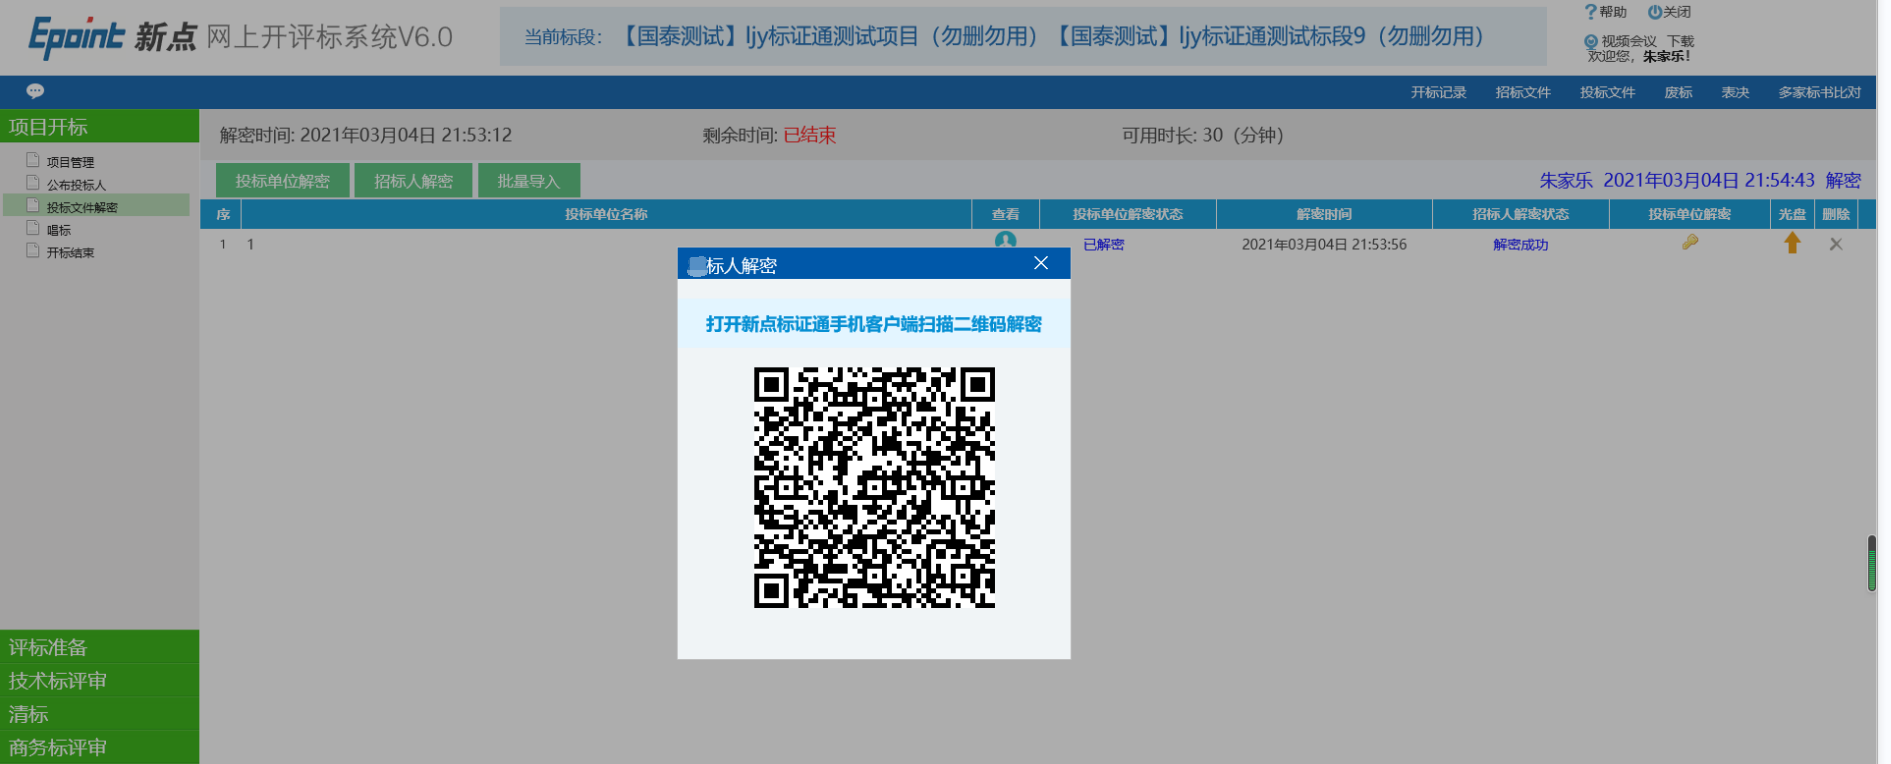 Epoint 新点 网上开评标系统V6.0
当前标段： 【国泰测试】ljy标证通测试项目（勿删勿用）【国泰测试】ljy标证通测试标段9（勿删勿用）
帮助 关闭
视频会议 下载
欢迎您，朱家乐！
开标记录 招标文件 投标文件 废标 表决 多家标书比对
项目开标
项目管理
公布投标人
投标文件解密
唱标
开标结束
评标准备
技术标评审
清标
商务标评审
解密时间: 2021年03月04日 21:53:12 剩余时间: 已结束 可用时长: 30（分钟）
投标单位解密 招标人解密 批量导入 朱家乐 2021年03月04日 21:54:43 解密
序 投标单位名称 查看 投标单位解密状态 解密时间 招标人解密状态 投标单位解密 光盘 删除
1 1 已解密 2021年03月04日 21:53:56 解密成功
标人解密
打开新点标证通手机客户端扫描二维码解密